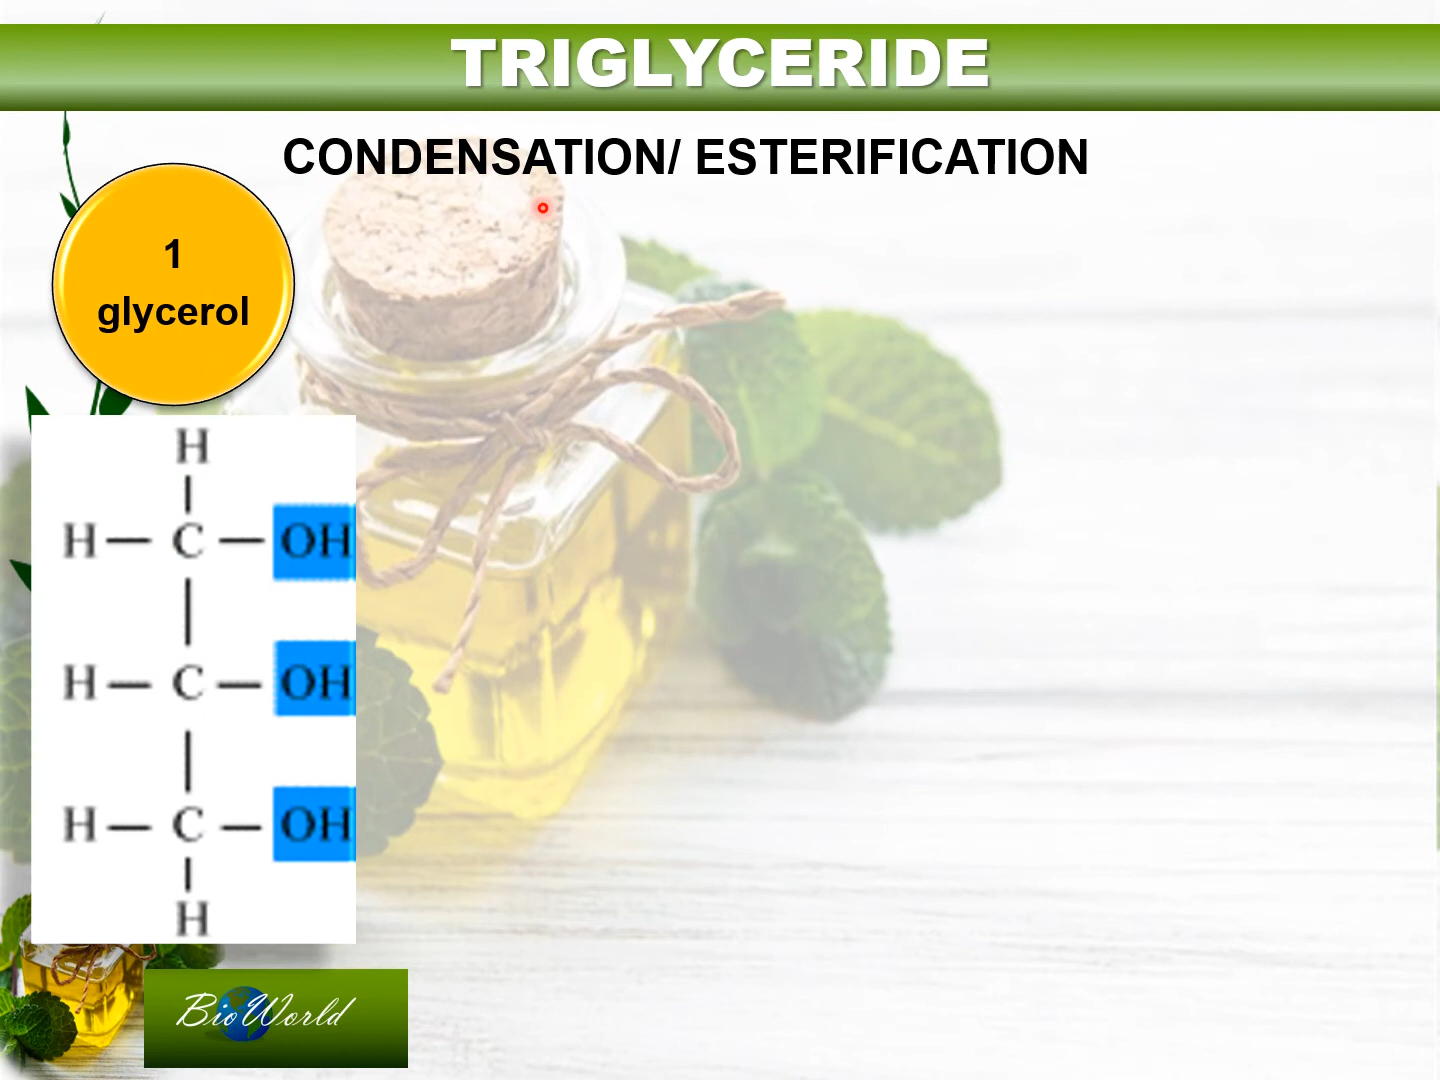 TRIGLYCERIDE
CONDENSATION/ ESTERIFICATION
1
glycerol
H
H — C — OH
H — C — OH
H — C — OH
H
BioWorld